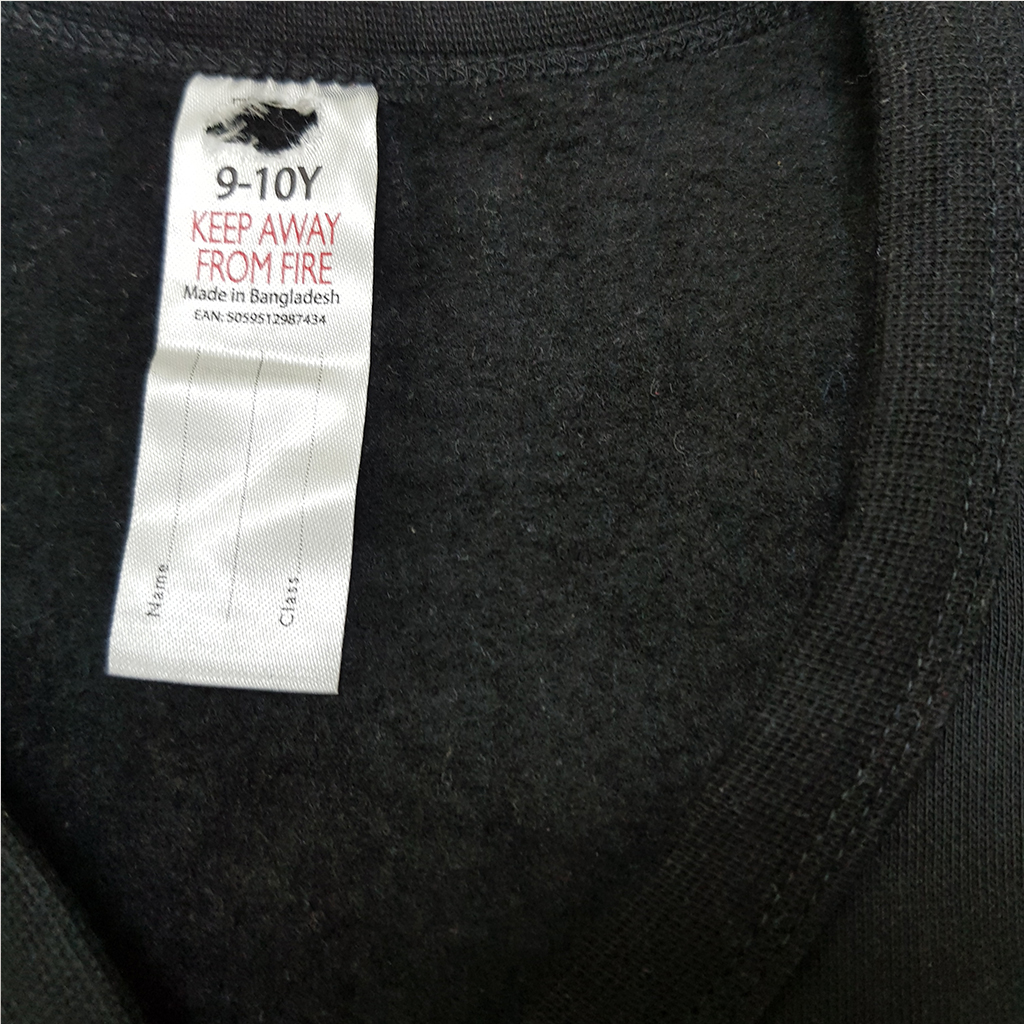 9-10Y
KEEP AWAY
FROM FIRE
Made in Bangladesh
EAN: 5059512987434
Name
Class